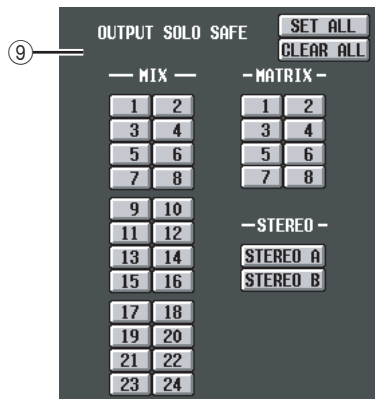 OUTPUT SOLO SAFE
SET ALL
CLEAR ALL
9
MIX
MATRIX
1 2 1 2
3 4 3 4
5 6 5 6
7 8 7 8
9 10
11 12
STEREO
13 14
STEREO A
15 16
STEREO B
17 18
19 20
21 22
23 24